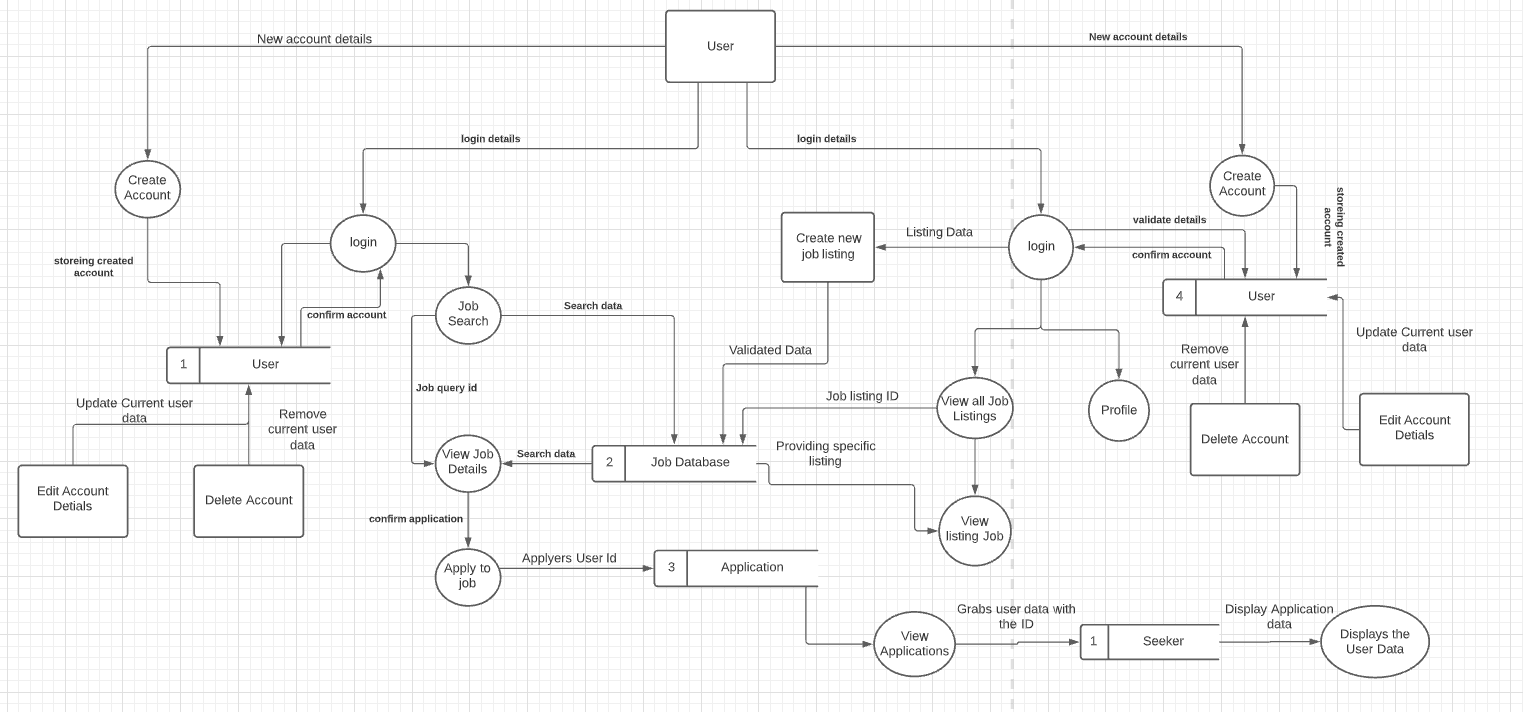 User
New account details
New account details
login details
login details
Create
Account
Create
Account
storeing created
account
login
login
validate details
confirm account
Listing Data
Create new
job listing
storeing created
account
confirm account
Job
Search
Search data
4
User
1
User
Validated Data
Update Current user
data
Remove
current user
data
Job query id
Job listing ID
View all Job
Listings
Profile
Update Current user
data
Remove
current user
data
Delete Account
Edit Account
Detials
View Job
Details
Search data
2
Job Database
Providing specific
listing
Edit Account
Detials
Delete Account
confirm application
View
listing Job
Apply to
job
Applyers User Id
3
Application
View
Applications
Grabs user data with
the ID
1
Seeker
Display Application
data
Displays the
User Data